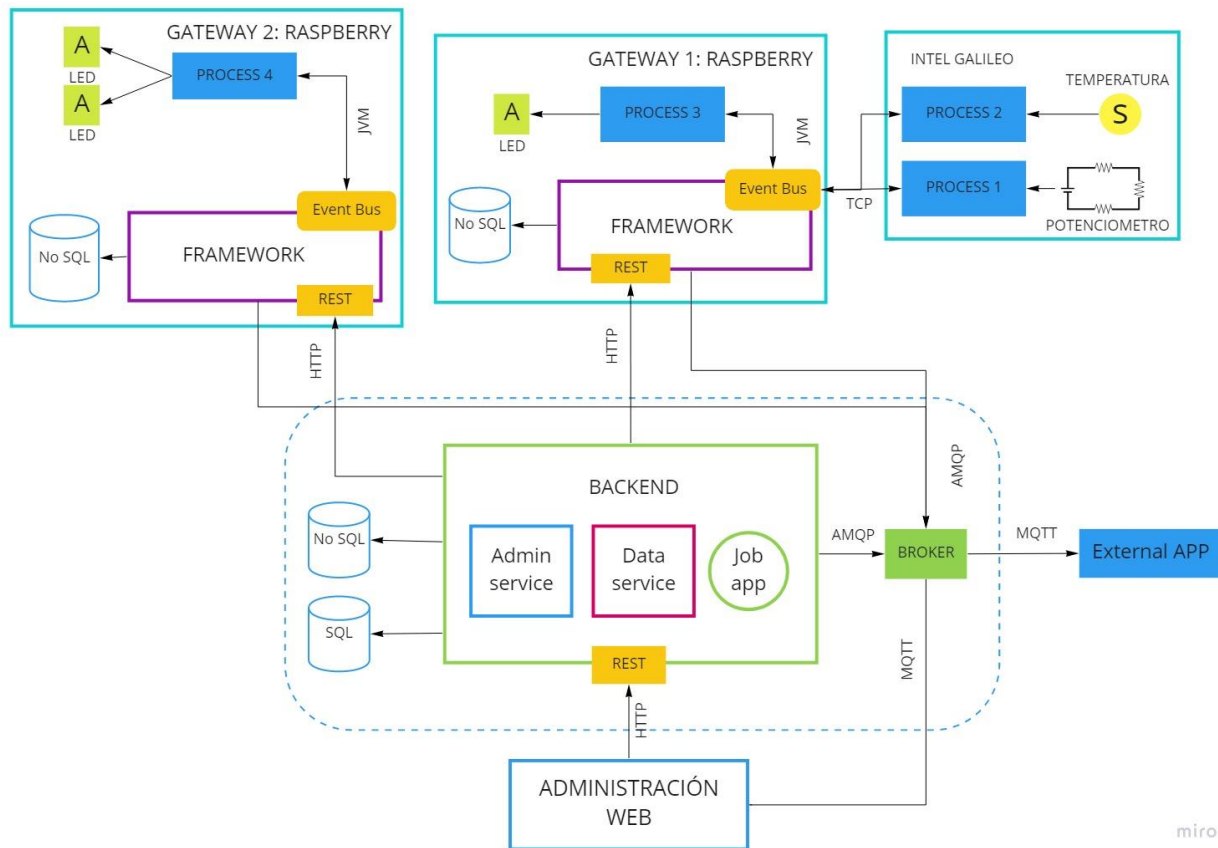 GATEWAY 2: RASPBERRY
A
LED
A
LED
PROCESS 4
JVM
Event Bus
No SQL
FRAMEWORK
REST
HTTP
GATEWAY 1: RASPBERRY
A
LED
PROCESS 3
JVM
Event Bus
No SQL
FRAMEWORK
REST
HTTP
TCP
INTEL GALILEO
TEMPERATURA
PROCESS 2
S
PROCESS 1
POTENCIOMETRO
BACKEND
No SQL
SQL
Admin
service
Data
service
Job
app
AMQP
AMQP
BROKER
MQTT
External APP
REST
HTTP
MQTT
ADMINISTRACIÓN
WEB
miro